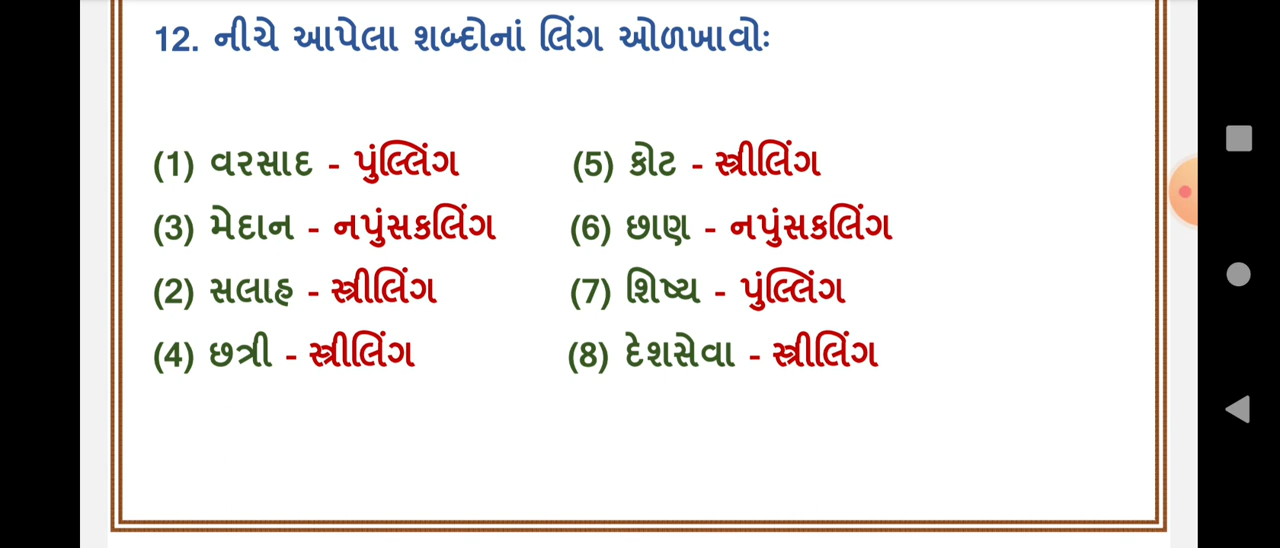 12. નીચે આપેલા શબ્દોનાં લિંગ ઓળખાવોઃ
(1) વરસાદ - પુંલ્લિંગ
(3) મેદાન - નપુંસકલિંગ
(2) સલાહ - સ્ત્રીલિંગ
(4) છત્રી - સ્ત્રીલિંગ
(5) કોટ - સ્ત્રીલિંગ
(6) છાણ - નપુંસકલિંગ
(7) શિષ્ય - પુંલ્લિંગ
(8) દેશસેવા - સ્ત્રીલિંગ